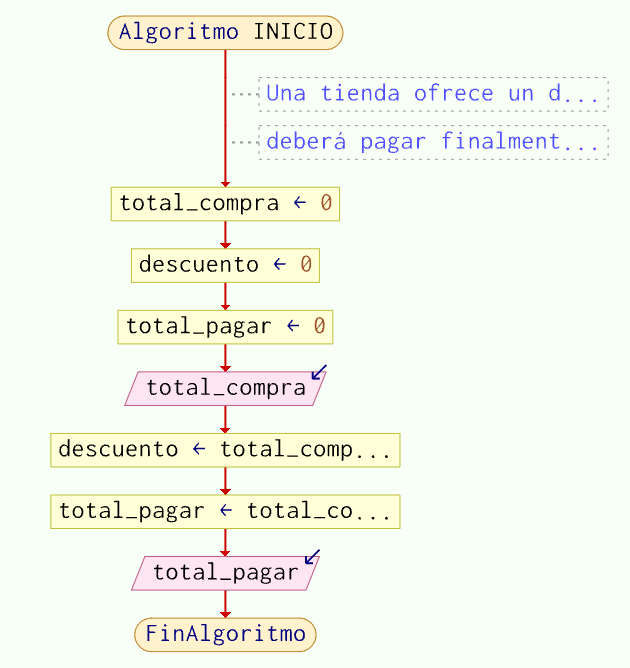 Algoritmo INICIO
Una tienda ofrece un d...
deberá pagar finalment...
total_compra ← 0
descuento ← 0
total_pagar ← 0
total_compra
descuento ← total_comp...
total_pagar ← total_co...
total_pagar
FinAlgoritmo